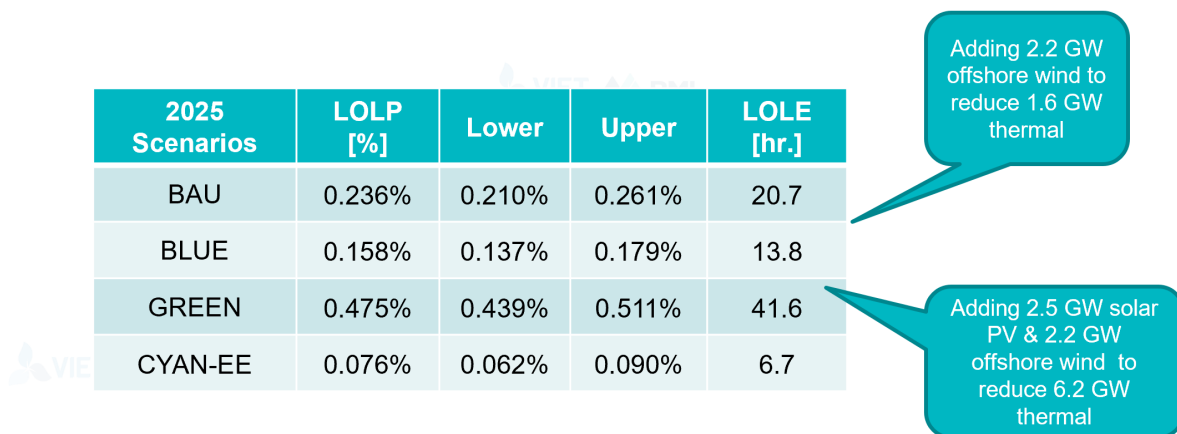 Adding 2.2 GW
offshore wind to
reduce 1.6 GW
thermal
2025 Scenarios LOLP [%] Lower Upper LOLE [hr.]
BAU 0.236% 0.210% 0.261% 20.7
BLUE 0.158% 0.137% 0.179% 13.8
GREEN 0.475% 0.439% 0.511% 41.6
CYAN-EE 0.076% 0.062% 0.090% 6.7
Adding 2.5 GW solar
PV & 2.2 GW
offshore wind to
reduce 6.2 GW
thermal
VIE